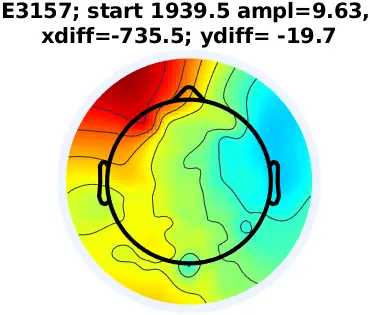 E3157; start 1939.5 ampl=9.63,
xdiff=-735.5; ydiff= -19.7